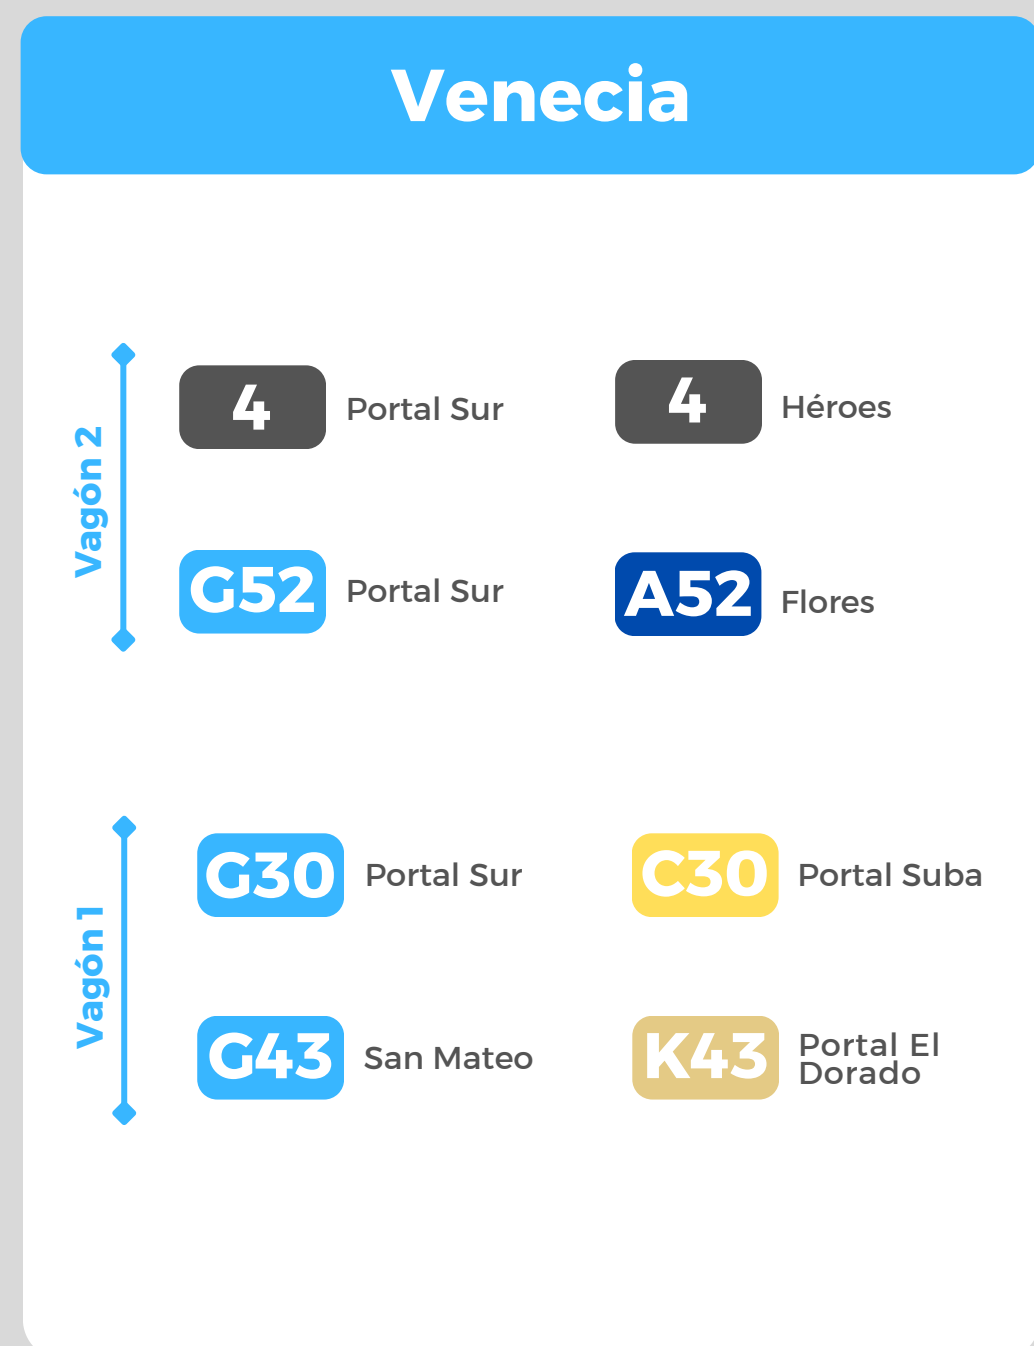 Venecia
Vagón 2
4 Portal Sur
4 Héroes
G52 Portal Sur
A52 Flores
Vagón 1
G30 Portal Sur
C30 Portal Suba
G43 San Mateo
K43 Portal El
Dorado